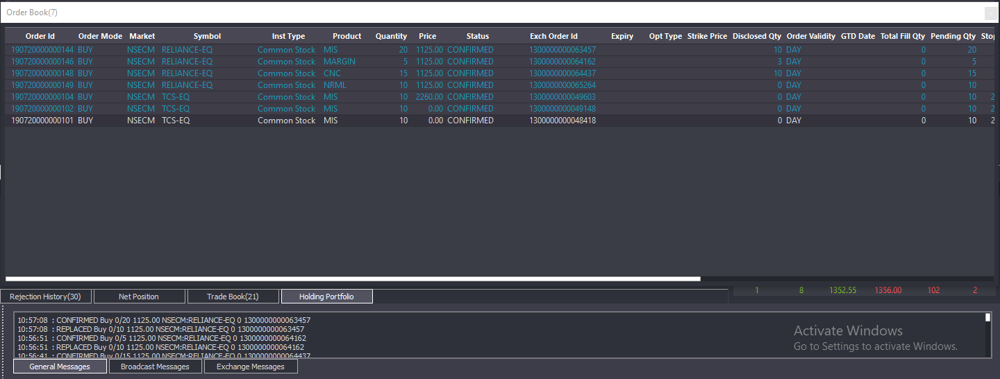 Order Book(7)
Order Id Order Mode Market Symbol Inst Type Product Quantity Price Status Exch Order Id Expiry Opt Type Strike Price Disclosed Qty Order Validity GTD Date Total Fill Qty Pending Qty Stop
190720000000144 BUY NSECM RELIANCE-EQ Common Stock MIS 20 1125.00 CONFIRMED 1300000000063457 10 DAY 0 20
190720000000146 BUY NSECM RELIANCE-EQ Common Stock MARGIN 5 1125.00 CONFIRMED 1300000000064162 3 DAY 0 5
190720000000148 BUY NSECM RELIANCE-EQ Common Stock CNC 15 1125.00 CONFIRMED 1300000000064437 10 DAY 0 15
190720000000149 BUY NSECM RELIANCE-EQ Common Stock NRML 10 1125.00 CONFIRMED 1300000000065264 0 DAY 0 10
190720000000104 BUY NSECM TCS-EQ Common Stock MIS 10 2260.00 CONFIRMED 1300000000049603 0 DAY 0 10 2
190720000000102 BUY NSECM TCS-EQ Common Stock MIS 10 0.00 CONFIRMED 1300000000049148 0 DAY 0 10 2
190720000000101 BUY NSECM TCS-EQ Common Stock MIS 10 0.00 CONFIRMED 1300000000048418 0 DAY 0 10 2
1 8 1352.55 1356.00 102 2
Rejection History(30) Net Position Trade Book(21) Holding Portfolio
10:57:08 : CONFIRMED Buy 0/20 1125.00 NSECM:RELIANCE-EQ 0 1300000000063457
10:57:08 : REPLACED Buy 0/10 1125.00 NSECM:RELIANCE-EQ 0 1300000000063457
10:56:51 : CONFIRMED Buy 0/5 1125.00 NSECM:RELIANCE-EQ 0 1300000000064162
10:56:51 : REPLACED Buy 0/10 1125.00 NSECM:RELIANCE-EQ 0 1300000000064162
10:56:41 : CONFIRMED Buy 0/15 1125.00 NSECM:RELIANCE-EQ 0 1300000000064437
Activate Windows
Go to Settings to activate Windows.
General Messages Broadcast Messages Exchange Messages